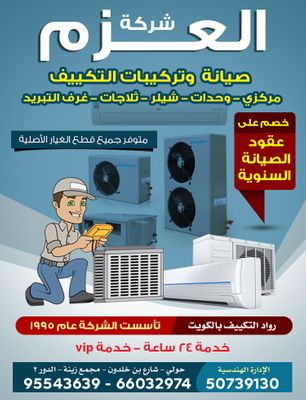 شركة
العزم
صيانة وتركيبات التكييف
مركزي - وحدات - شيلر - ثلاجات - غرف التبريد
خصم على
عقود
الصيانة
السنوية
متوفر جميع قطع الغيار الأصلية
رواد التكييف بالكويت
تأسست الشركة عام ١٩٩٥
خدمة ٢٤ ساعة - خدمة vip
الإدارة الهندسية
حولي - شارع بن خلدون - مجمع زينة - الدور ٢
50739130
66032974 - 95543639